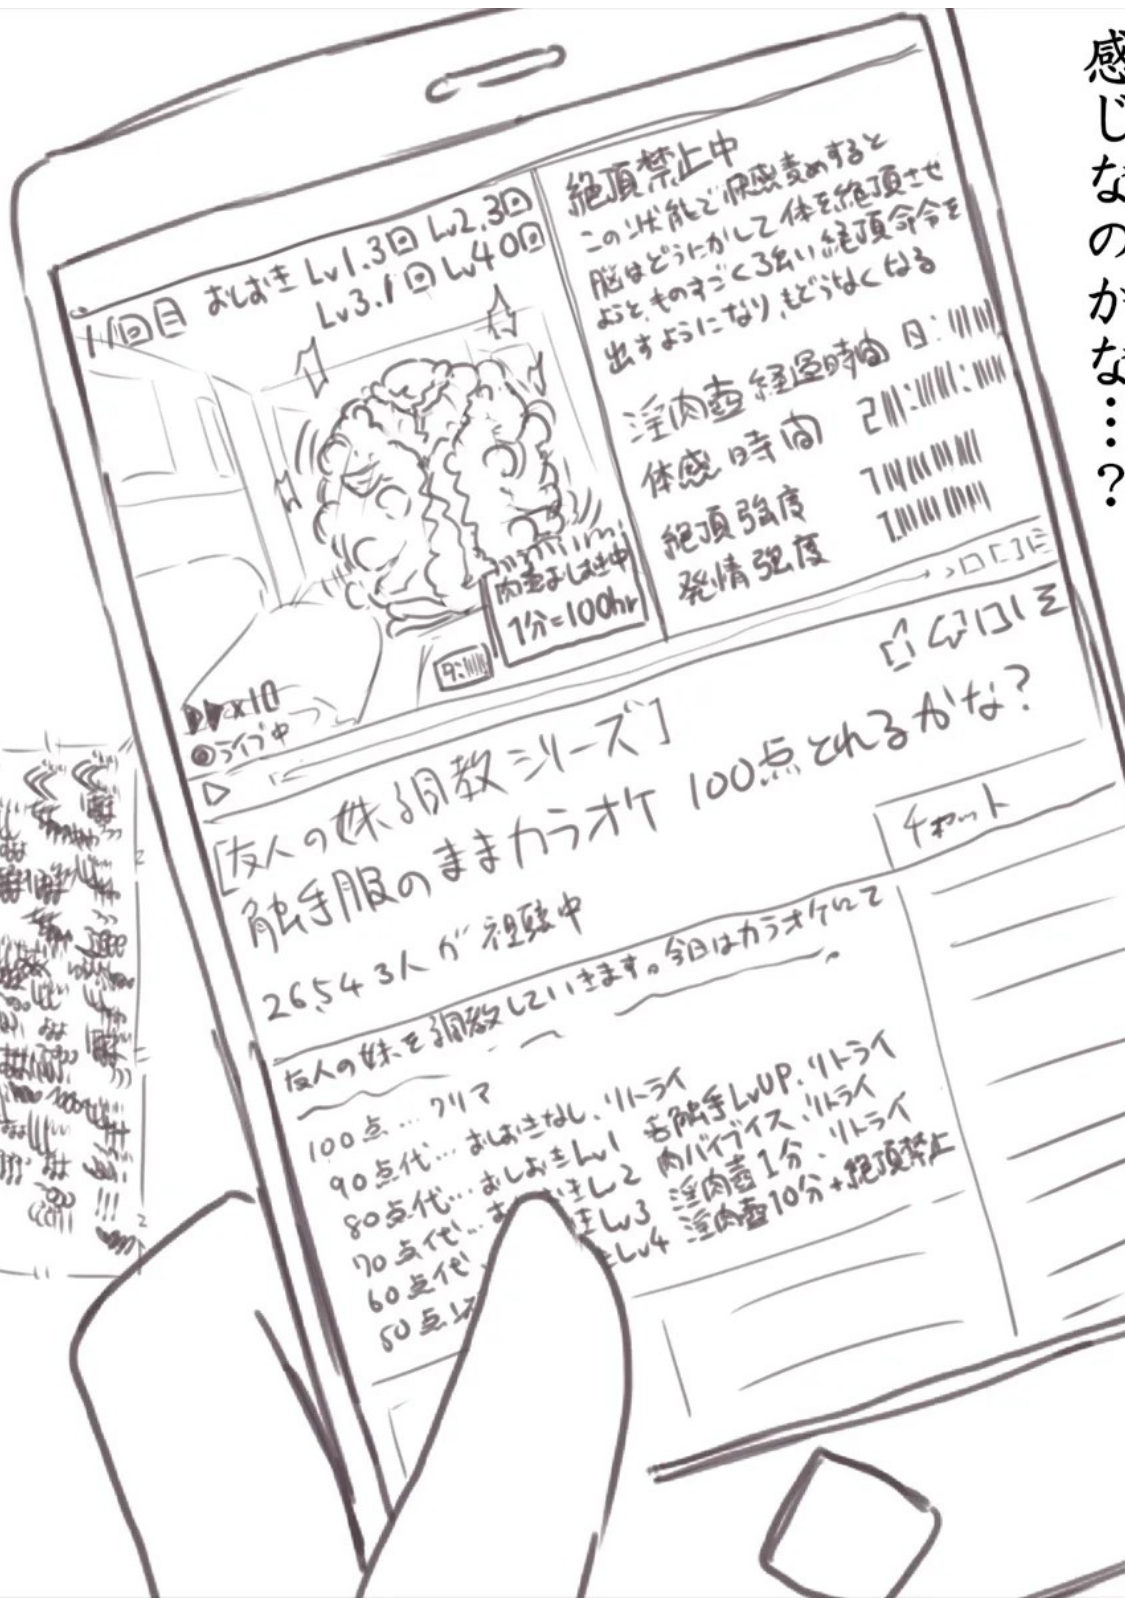 感じなのかな…?
11回目 おしおき Lv1.3回 Lv2.3回
Lv3.1回 Lv4 0回
絶頂禁止中
この状態で快感責めすると
脳はどうにかして体を絶頂させ
ようと、ものすごくつ強い絶頂命令を
出すようになり、もどうなくなる
淫肉壺 経過時間 日:
体感時間
絶頂強度
発情強度
肉壺おしおき中
1分=100hr
×10
ライブ中
[友人の妹調教シリーズ]
触手服のままカラオケ 100点とれるかな?
26,543人が視聴中
チャット
友人の妹を調教していきます。今日はカラオケにて
100点… クリア
90点代… おしおきなし、リトライ
80点代… おしおきLv1 各触手LvUP、リトライ
70点代… 肉バイブイス、リトライ
60点代 Lv3 淫肉壺1分、リトライ
Lv4 淫肉壺10分+絶頂禁止